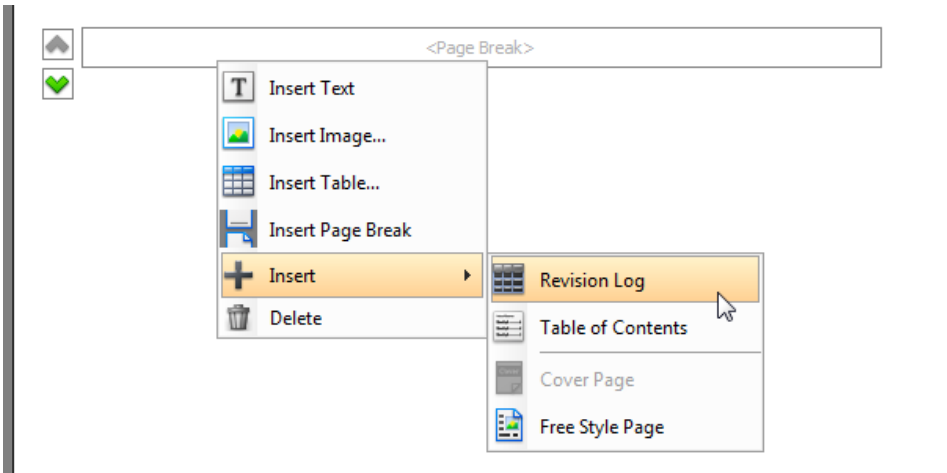 <Page Break>
Insert Text
Insert Image...
Insert Table...
Insert Page Break
Insert
Delete
Revision Log
Table of Contents
Cover Page
Free Style Page